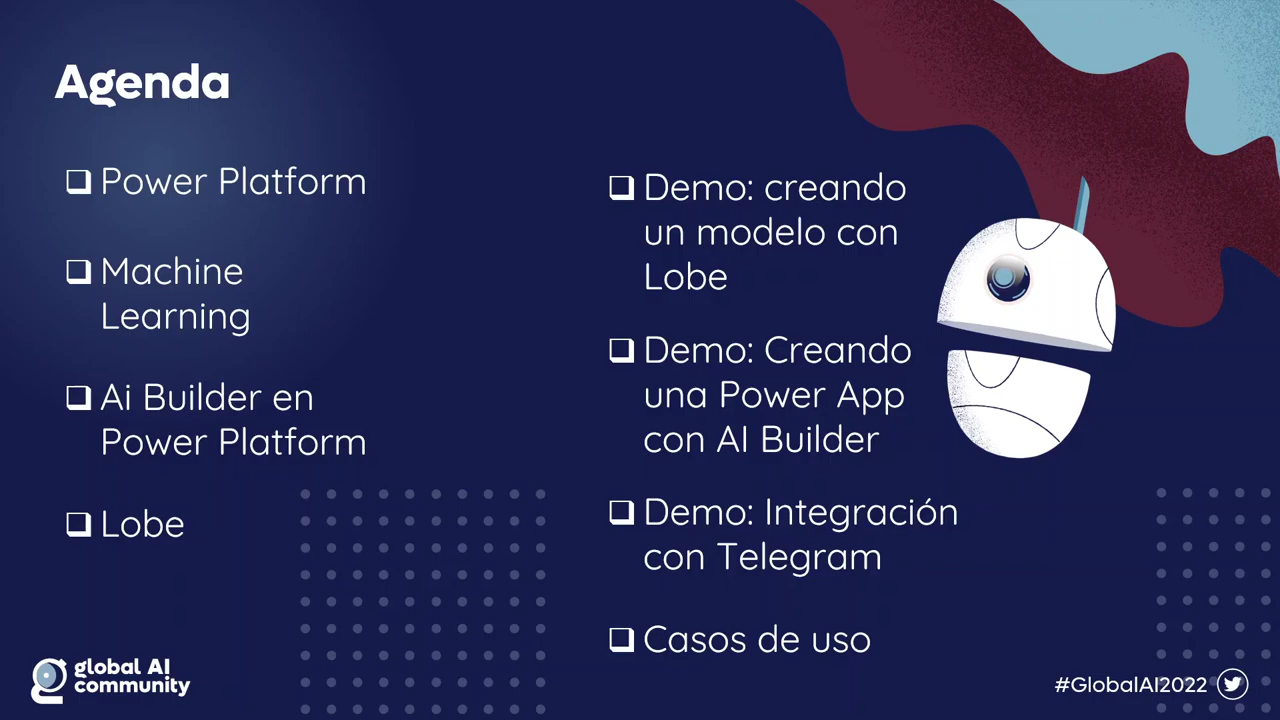 Agenda
Power Platform
Machine
Learning
Ai Builder en
Power Platform
Lobe
Demo: creando
un modelo con
Lobe
Demo: Creando
una Power App
con AI Builder
Demo: Integración
con Telegram
Casos de uso
global AI
community
#GlobalAI2022